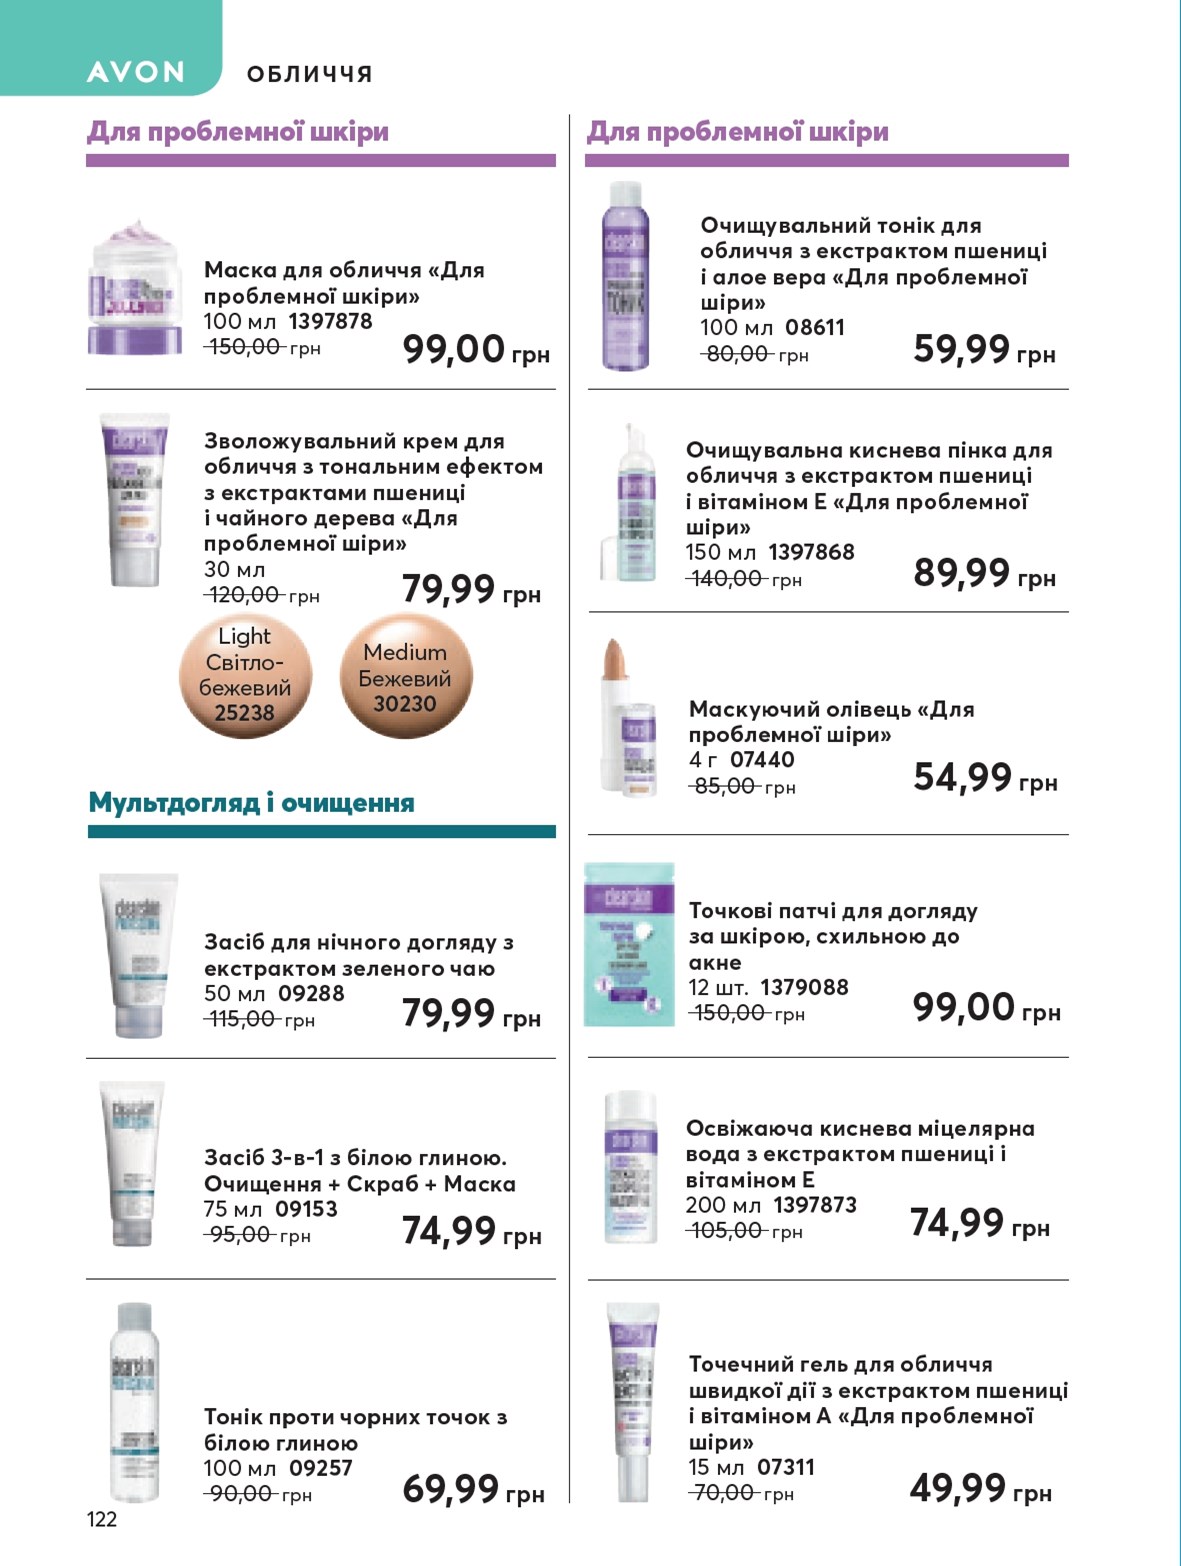 AVON
ОБЛИЧЧЯ
Для проблемної шкіри
Маска для обличчя «Для
проблемної шкіри»
100 мл 1397878
150,00 грн
99,00 грн
Зволожувальний крем для
обличчя з тональним ефектом
з екстрактами пшениці
і чайного дерева «Для
проблемної шіри»
30 мл
120,00 грн
79,99 грн
Light
Світло-
бежевий
25238
Medium
Бежевий
30230
Мультдогляд і очищення
Засіб для нічного догляду з
екстрактом зеленого чаю
50 мл 09288
115,00 грн
79,99 грн
Засіб 3-в-1 з білою глиною.
Очищення + Скраб + Маска
75 мл 09153
95,00 грн
74,99 грн
Тонік проти чорних точок з
білою глиною
100 мл 09257
90,00 грн
69,99 грн
122
Для проблемної шкіри
Очищувальний тонік для
обличчя з екстрактом пшениці
і алое вера «Для проблемної
шіри»
100 мл 08611
80,00 грн
59,99 грн
Очищувальна киснева пінка для
обличчя з екстрактом пшениці
і вітаміном Е «Для проблемної
шіри»
150 мл 1397868
140,00 грн
89,99 грн
Маскуючий олівець «Для
проблемної шіри»
4 г 07440
85,00 грн
54,99 грн
clearskin
Точкові патчі для догляду
за шкірою, схильною до
акне
12 шт. 1379088
150,00 грн
99,00 грн
Освіжаюча киснева міцелярна
вода з екстрактом пшениці і
вітаміном Е
200 мл 1397873
105,00 грн
74,99 грн
Точечний гель для обличчя
швидкої дії з екстрактом пшениці
і вітаміном А «Для проблемної
шіри»
15 мл 07311
70,00 грн
49,99 грн